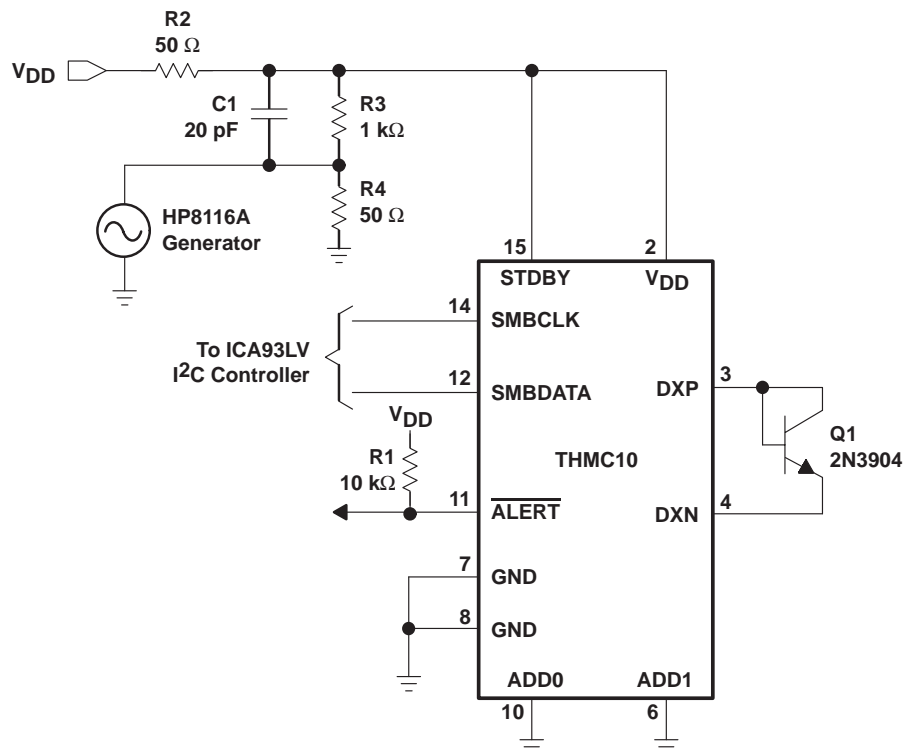 R2
50 Ω
VDD
C1
20 pF
R3
1 kΩ
R4
50 Ω
HP8116A
Generator
15
2
STDBY
VDD
14
SMBCLK
To ICA93LV
I2C Controller
12
SMBDATA
DXP
3
VDD
R1
10 kΩ
THMC10
Q1
2N3904
11
ALERT
DXN
4
7
GND
8
GND
ADD0
ADD1
10
6